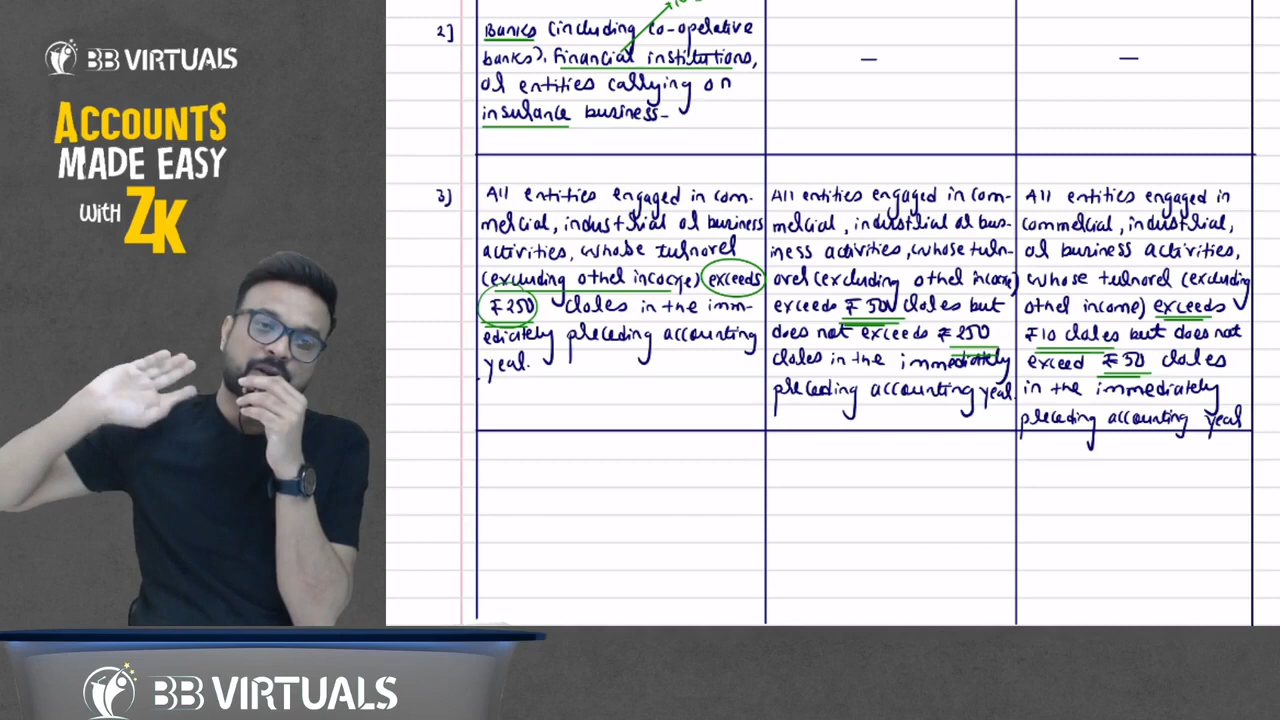 BB VIRTUALS
ACCOUNTS
MADE EASY
WITH ZK
2] Banks (including co-operative
banks), Financial institutions,
or entities carrying on
insurance business-
—
—
3) All entities engaged in com-
mercial, industrial or business
activities, whose turnover
(excluding other income) exceeds
₹ 250 crores in the imm-
ediately preceding accounting
year.
All entities engaged in com-
mercial, industrial or bus-
iness activities, whose turn-
over (excluding other income)
exceeds ₹ 50 crores but
does not exceeds ₹ 250
crores in the immediately
preceding accounting year
All entities engaged in
commercial, industrial,
or business activities,
whose turnover (excluding
other income) exceeds
₹ 10 crores but does not
exceed ₹ 50 crores
in the immediately
preceding accounting year
BB VIRTUALS